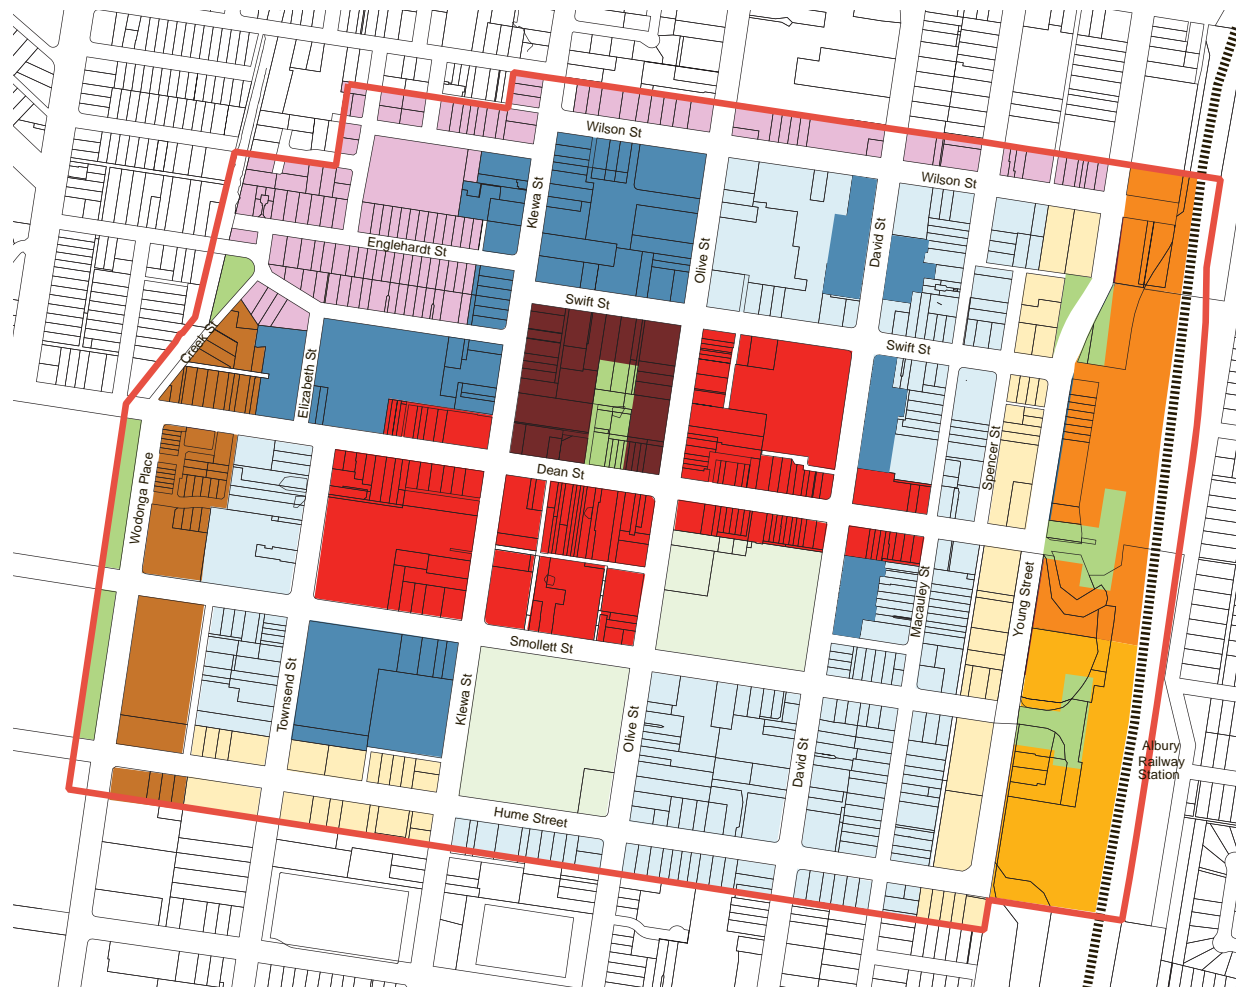 Wilson St
Wilson St
Kiewa St
Olive St
David St
Englehardt St
Swift St
Creek St
Elizabeth St
Swift St
Spencer St
Dean St
Wodonga Place
Macauley St
Young Street
Smollett St
Townsend St
Kiewa St
Olive St
David St
Albury
Railway
Station
Hume Street